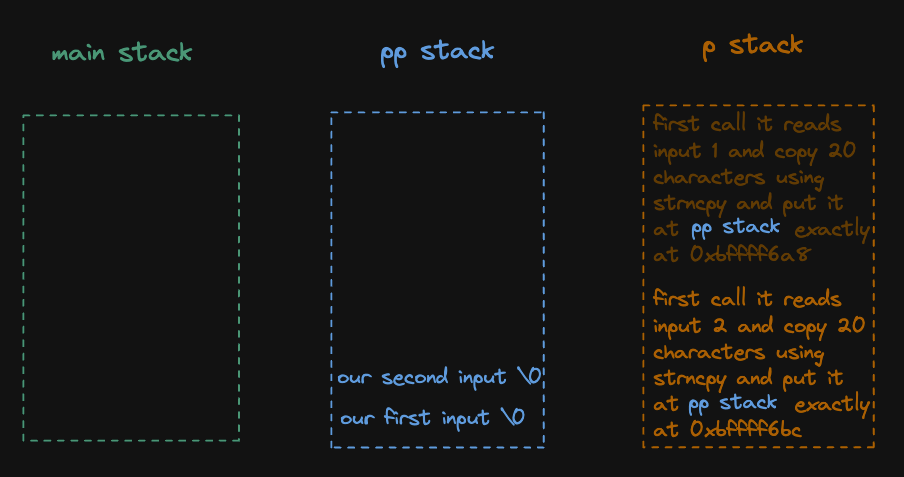 main stack
pp stack
p stack
our second input \0
our first input \0
first call it reads
input 1 and copy 20
characters using
strncpy and put it
at pp stack exactly
at 0xbffff6a8
first call it reads
input 2 and copy 20
characters using
strncpy and put it
at pp stack exactly
at 0xbffff6bc